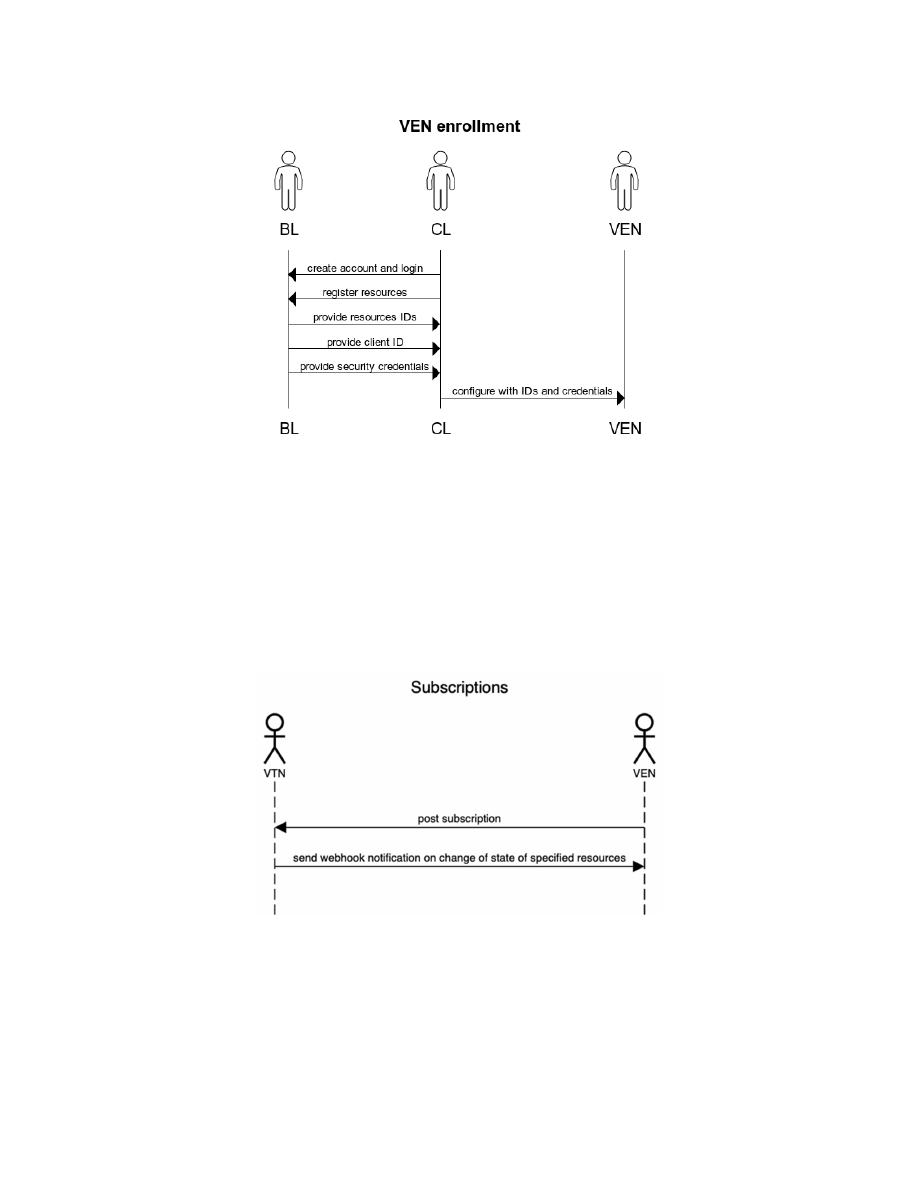 VEN enrollment
BL CL VEN
create account and login
register resources
provide resources IDs
provide client ID
provide security credentials
configure with IDs and credentials
BL CL VEN
Subscriptions
VTN VEN
post subscription
send webhook notification on change of state of specified resources